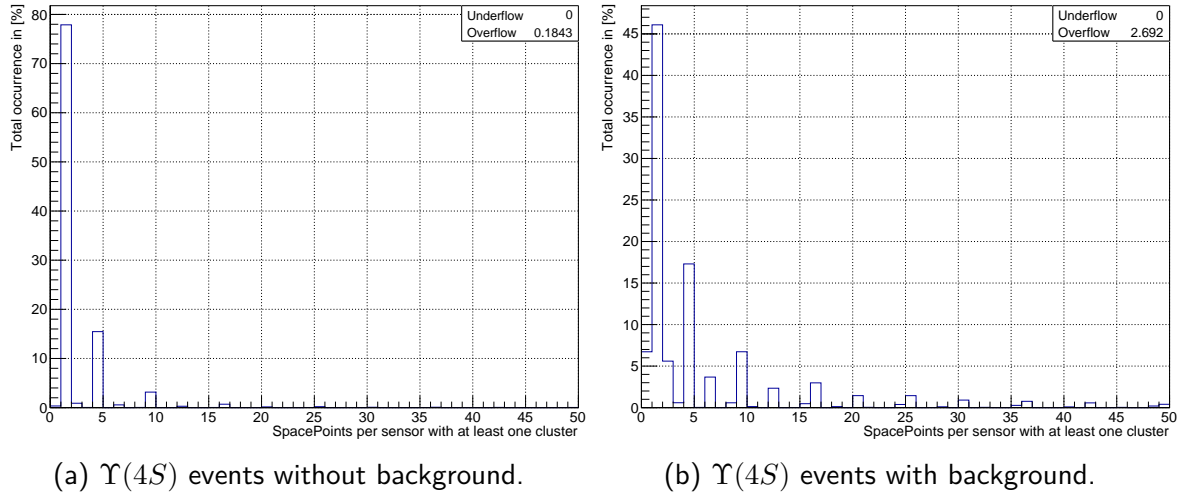 Underflow 0
Overflow 0.1843
Total occurrence in [%]
80
70
60
50
40
30
20
10
0
0 5 10 15 20 25 30 35 40 45 50
SpacePoints per sensor with at least one cluster
(a) Υ(4S) events without background.
Underflow 0
Overflow 2.692
Total occurrence in [%]
45
40
35
30
25
20
15
10
5
0
0 5 10 15 20 25 30 35 40 45 50
SpacePoints per sensor with at least one cluster
(b) Υ(4S) events with background.